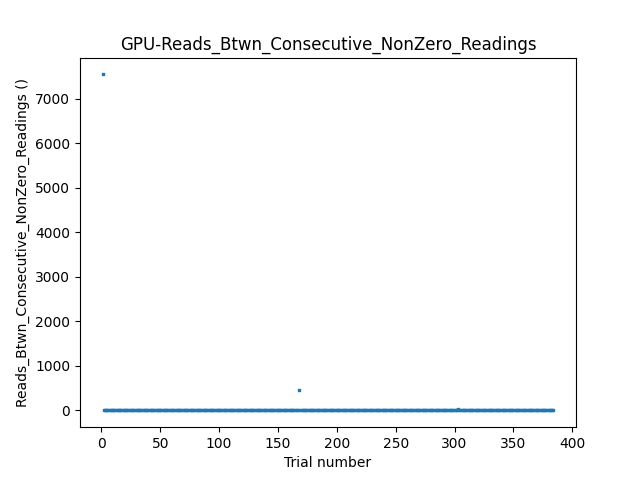 GPU-Reads_Btwn_Consecutive_NonZero_Readings
Reads_Btwn_Consecutive_NonZero_Readings ()
7000
6000
5000
4000
3000
2000
1000
0
0 50 100 150 200 250 300 350 400
Trial number